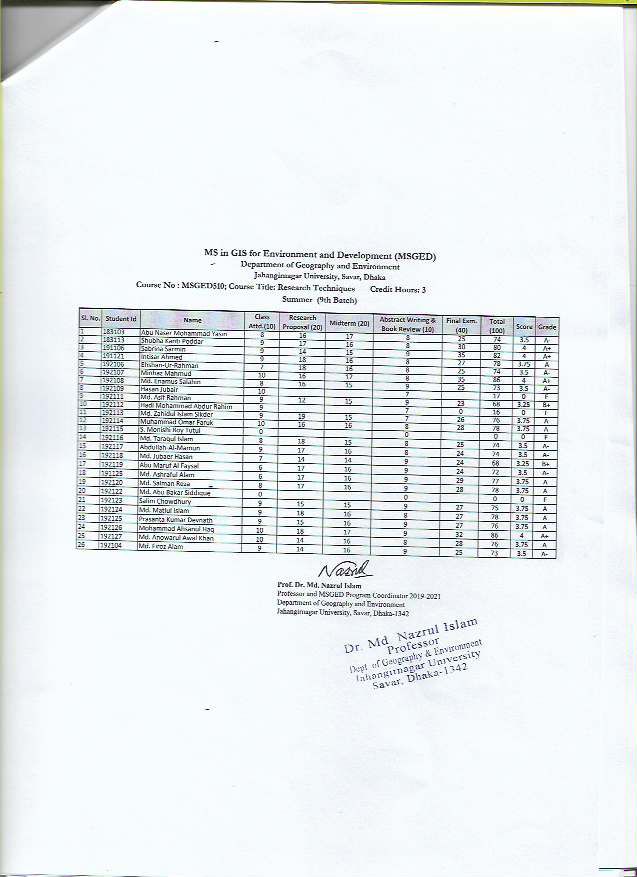 MS in GIS for Environment and Development (MSGED)
Department of Geography and Environment
Jahangirnagar University, Savar, Dhaka
Course No : MSGED510; Course Title: Research Techniques Credit Hours: 3
Summer (9th Batch)
Sl. No. Student Id Name Class Attd.(10) Research Proposal (20) Midterm (20) Abstract Writing & Book Review (10) Final Exm. (40) Total (100) Score Grade
1 183103 Abu Naser Mohammad Yasin 8 16 17 8 25 74 3.5 A-
2 183113 Shubha Kanti Poddar 9 17 16 8 30 80 4 A+
3 191106 Sabrina Sarmin 9 14 15 9 35 82 4 A+
4 191121 Ahmed 9 18 16 8 27 78 3.75 A
5 192106 Ehshan-Ur-Rahman 7 18 16 8 25 74 3.5 A-
6 192107 Minhaz Mahmud 10 16 17 8 35 86 4 A+
7 192108 Md. Enamus Salahin 8 16 15 9 25 73 3.5 A-
8 192109 Hasan Jubair 10 7 17 0 F
9 192111 Md. Asif Rahman 9 12 15 9 23 68 3.25 B+
10 192112 Hadi Mohammad Abdur Rahim 9 7 0 16 0 F
11 192113 Md. Zahidul Islam Sikder 9 19 15 7 26 76 3.75 A
12 192114 Muhammad Omar Faruk 10 16 16 8 28 78 3.75 A
13 192115 S. Monishi Roy Tutul 0 0 0 0 F
14 192116 Md. Taraqul Islam 8 18 15 8 25 74 3.5 A-
15 192117 Abdullah-Al-Mamun 9 17 16 8 24 74 3.5 A-
16 192118 Md. Jubaer Hasan 7 14 14 9 24 68 3.25 B+
17 192119 Abu Maruf Al Faysal 6 17 16 9 24 72 3.5 A-
18 191128 Md. Ashraful Alam 6 17 16 9 29 77 3.75 A
19 192120 Md. Salman Reza 8 17 16 9 28 78 3.75 A
20 192122 Md. Abu Bakar Siddique 0 0 0 0 F
21 192123 Salim Chowdhury 9 15 15 9 27 75 3.75 A
22 192124 Md. Matiul Islam 9 18 16 8 27 78 3.75 A
23 192125 Prasanta Kumar Devnath 9 15 16 9 27 76 3.75 A
24 192126 Mohammad Ahsanul Haq 10 18 17 9 32 86 4 A+
25 192127 Md. Anowarul Awal Khan 10 14 16 8 28 76 3.75 A
26 192104 Md. Firoz Alam 9 14 16 9 25 73 3.5 A-
Nazrul
Prof. Dr. Md. Nazrul Islam
Professor and MSGED Program Coordinator 2019-2021
Department of Geography and Environment
Jahangirnagar University, Savar, Dhaka-1342
Dr. Md Nazrul Islam
Professor
Dept of Geography & Environment
Jahangirnagar University
Savar, Dhaka-1342